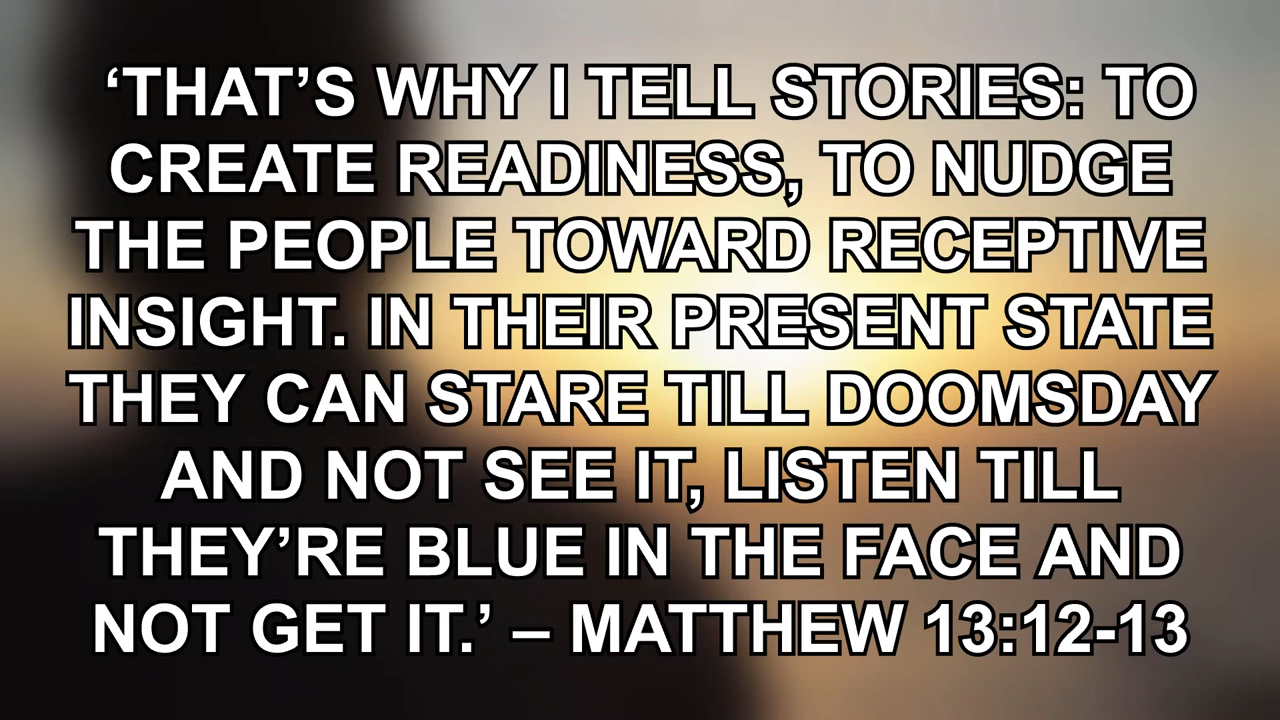 ‘THAT’S WHY I TELL STORIES: TO
CREATE READINESS, TO NUDGE
THE PEOPLE TOWARD RECEPTIVE
INSIGHT. IN THEIR PRESENT STATE
THEY CAN STARE TILL DOOMSDAY
AND NOT SEE IT, LISTEN TILL
THEY’RE BLUE IN THE FACE AND
NOT GET IT.’ – MATTHEW 13:12-13